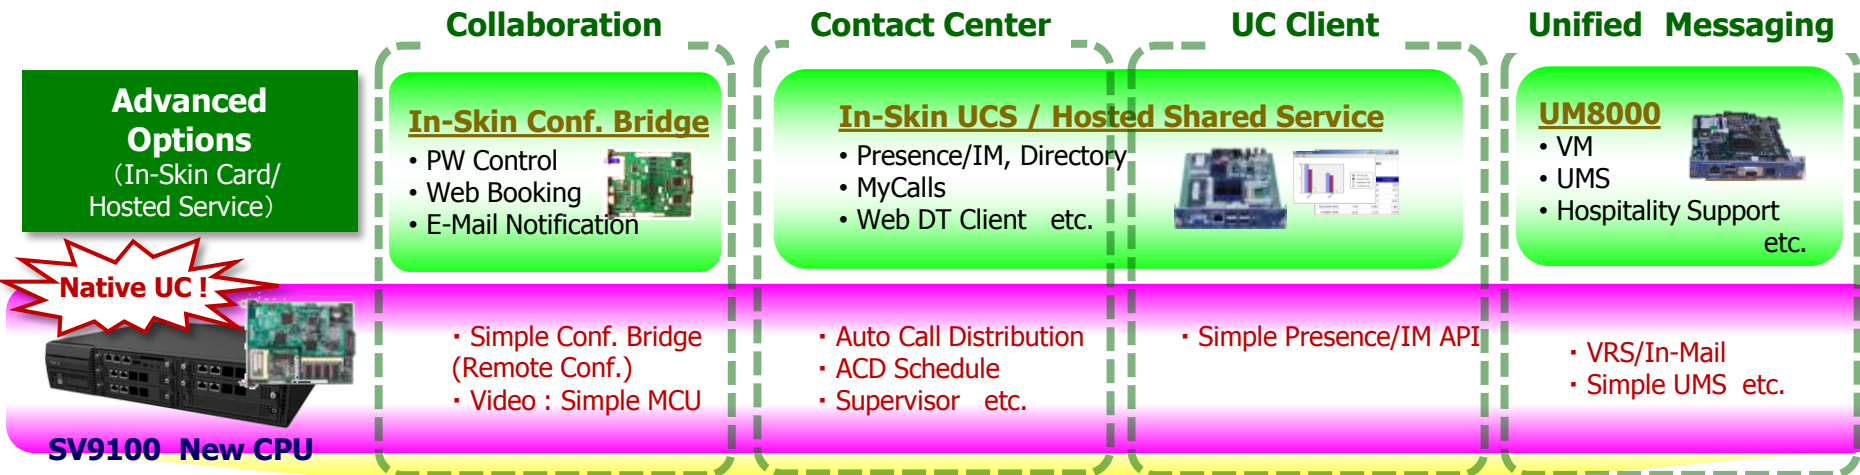 Collaboration
Contact Center
UC Client
Unified Messaging
Advanced
Options
（In-Skin Card/
Hosted Service）
In-Skin Conf. Bridge
• PW Control
• Web Booking
• E-Mail Notification
In-Skin UCS / Hosted Shared Service
• Presence/IM, Directory
• MyCalls
• Web DT Client etc.
UM8000
• VM
• UMS
• Hospitality Support
etc.
Native UC !
SV9100 New CPU
・Simple Conf. Bridge
(Remote Conf.)
・Video : Simple MCU
・Auto Call Distribution
・ACD Schedule
・Supervisor etc.
・Simple Presence/IM API
・VRS/In-Mail
・Simple UMS etc.